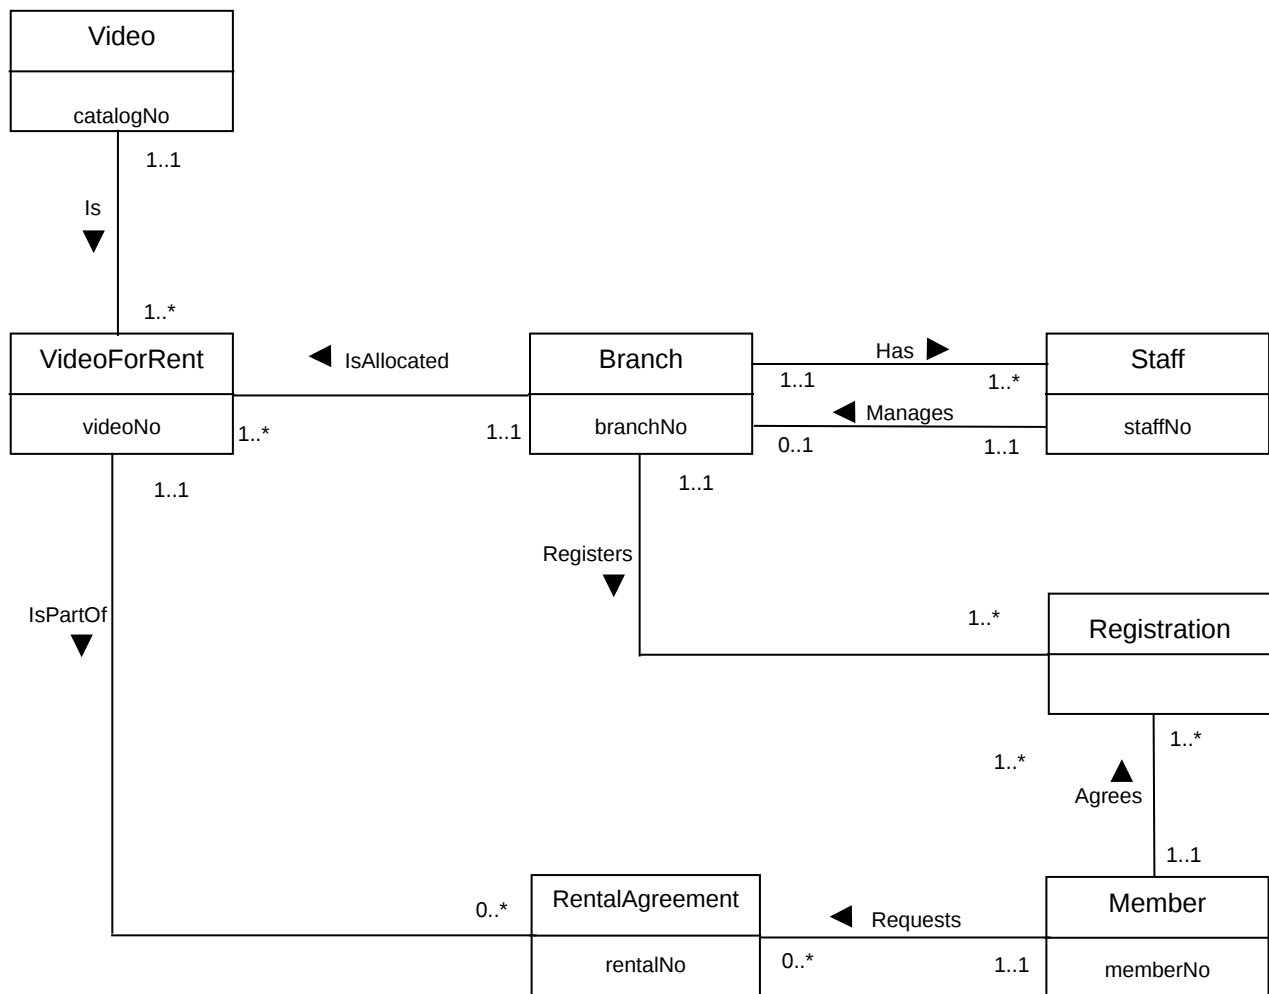 Video
catalogNo
1..1
Is
1..*
VideoForRent
videoNo
IsAllocated
1..*
1..1
Branch
branchNo
Has
1..1
1..*
Manages
0..1
1..1
Staff
staffNo
1..1
1..1
Registers
IsPartOf
1..*
Registration
1..*
1..*
Agrees
1..1
0..*
RentalAgreement
rentalNo
Requests
0..*
1..1
Member
memberNo